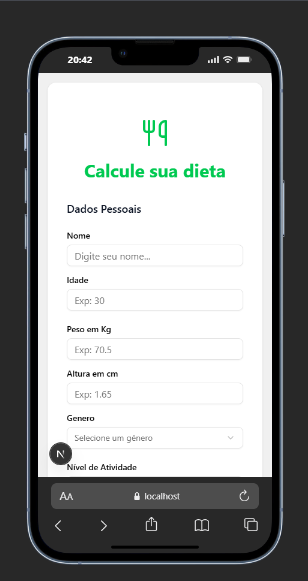 20:42
Calcule sua dieta
Dados Pessoais
Nome
Digite seu nome...
Idade
Exp: 30
Peso em Kg
Exp: 70.5
Altura em cm
Exp: 1.65
Genero
Selecione um gênero
N
Nível de Atividade
AA
localhost